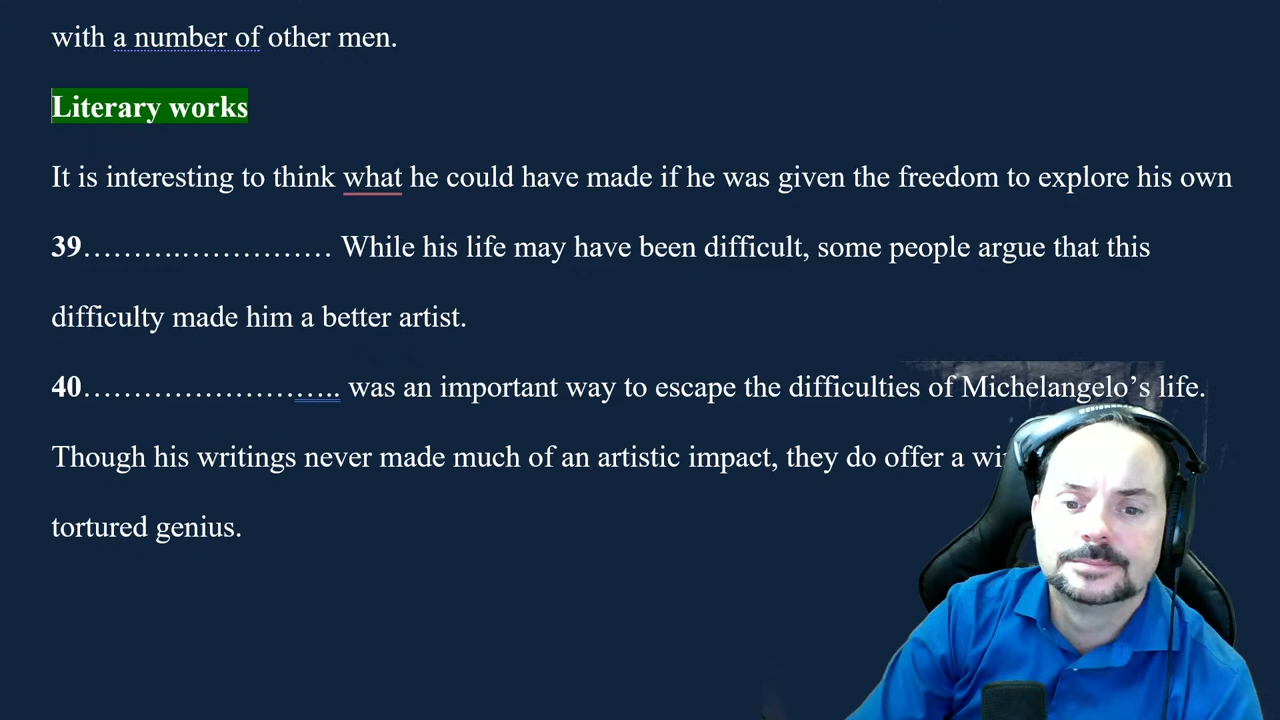 with a number of other men.
Literary works
It is interesting to think what he could have made if he was given the freedom to explore his own
39……….…………… While his life may have been difficult, some people argue that this
difficulty made him a better artist.
40…………………….….. was an important way to escape the difficulties of Michelangelo’s life.
Though his writings never made much of an artistic impact, they do offer a
tortured genius.